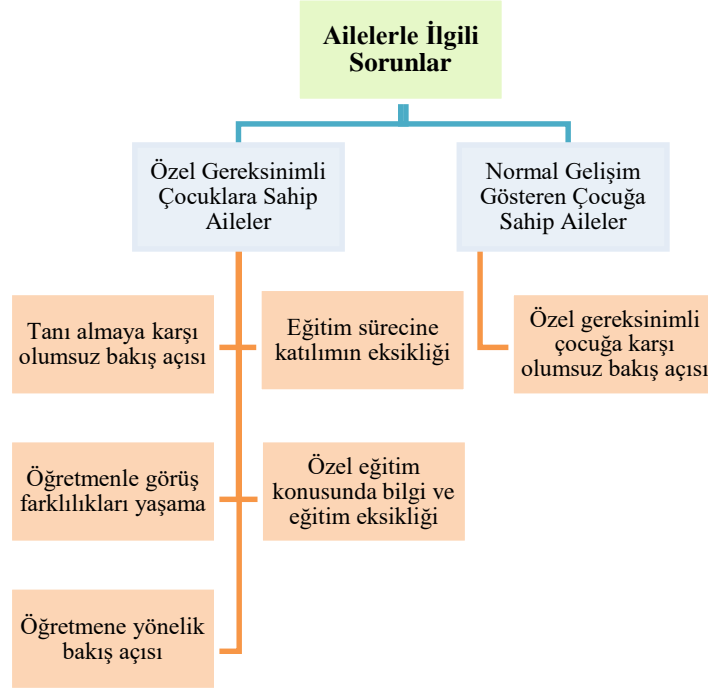 Ailelerle İlgili
Sorunlar
Özel Gereksinimli
Çocuklara Sahip
Aileler
Normal Gelişim
Gösteren Çocuğa
Sahip Aileler
Tanı almaya karşı
olumsuz bakış açısı
Eğitim sürecine
katılımın eksikliği
Özel gereksinimli
çocuğa karşı
olumsuz bakış açısı
Öğretmenle görüş
farklılıkları yaşama
Özel eğitim
konusunda bilgi ve
eğitim eksikliği
Öğretmene yönelik
bakış açısı